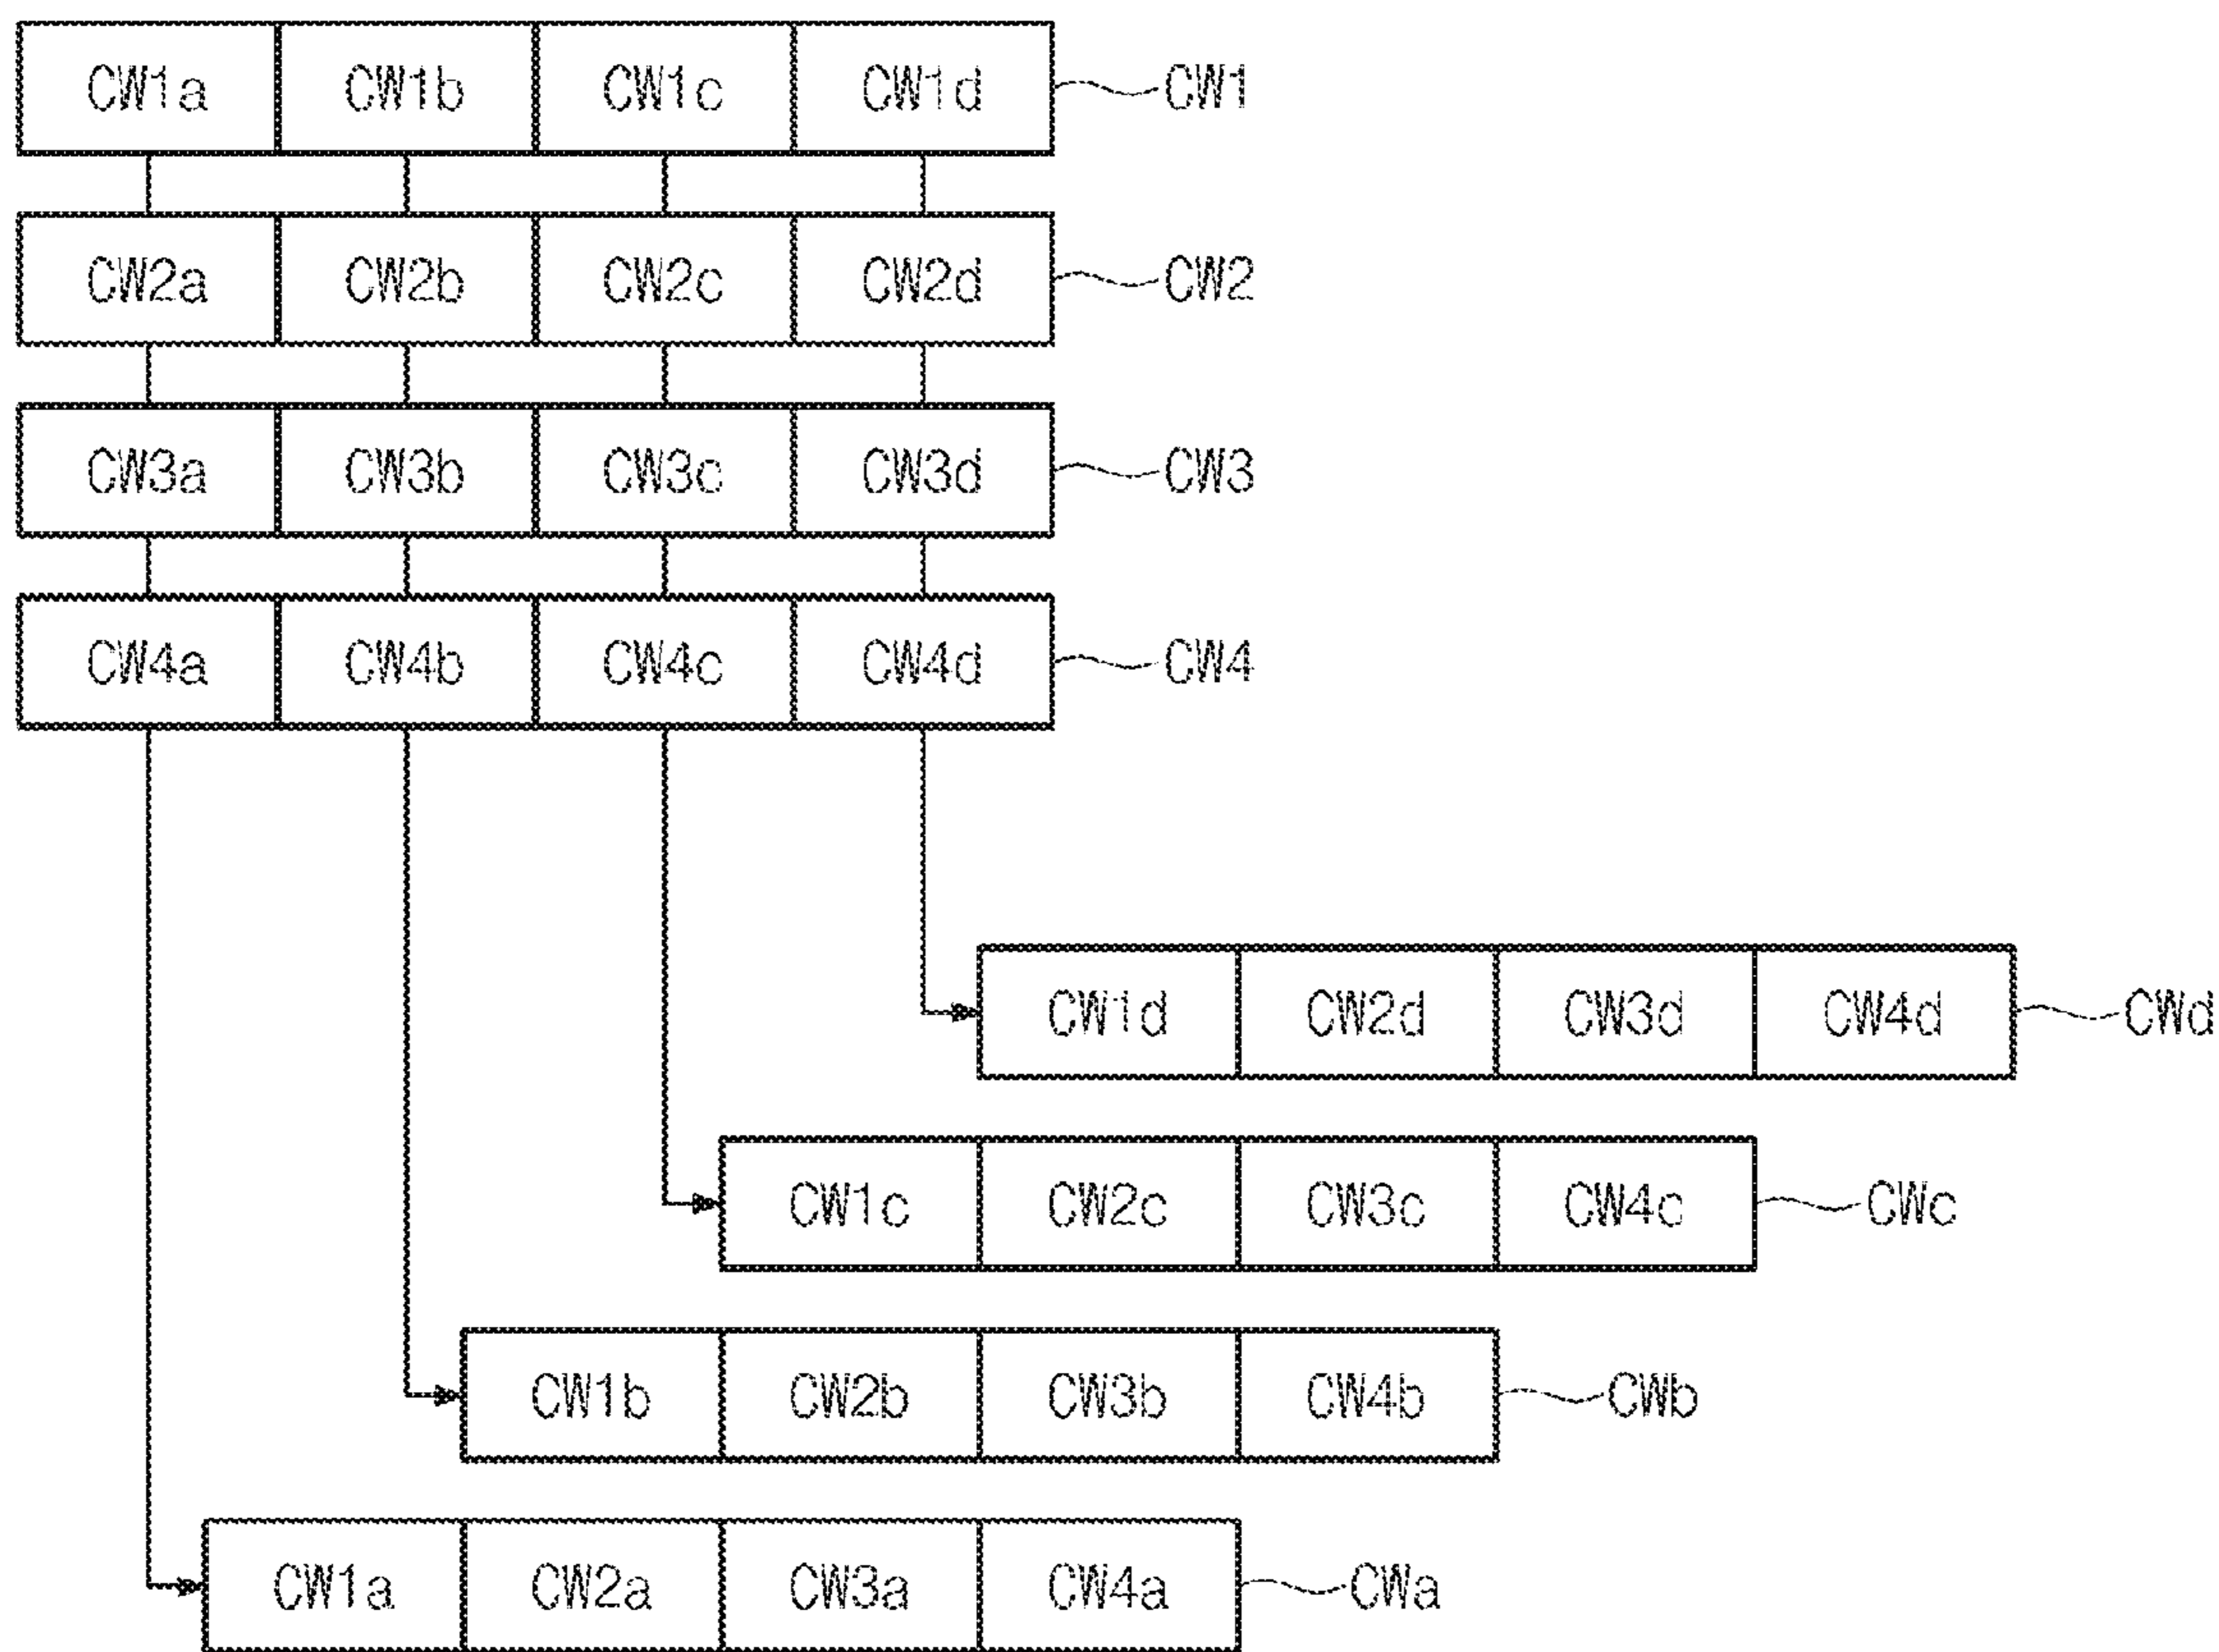 CW1a CW1b CW1c CW1d CW1
CW2a CW2b CW2c CW2d CW2
CW3a CW3b CW3c CW3d CW3
CW4a CW4b CW4c CW4d CW4
CW1d CW2d CW3d CW4d CWd
CW1c CW2c CW3c CW4c CWc
CW1b CW2b CW3b CW4b CWb
CW1a CW2a CW3a CW4a CWa